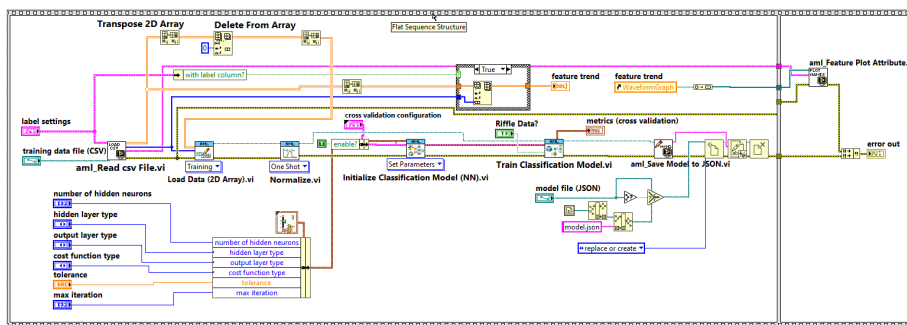 Transpose 2D Array
Delete From Array
Flat Sequence Structure
0
with label column?
True
feature trend
feature trend
WaveformGraph
aml_Feature Plot Attribute.
label settings
cross validation configuration
Riffle Data?
TF
metrics (cross validation)
enable?
training data file (CSV)
error out
aml_Read csv File.vi
Training
Load Data (2D Array).vi
One Shot
Normalize.vi
Set Parameters
Initialize Classification Model (NN).vi
Train Classification Model.vi
aml_Save Model to JSON.vi
model file (JSON)
model.json
replace or create
number of hidden neurons
hidden layer type
output layer type
cost function type
tolerance
max iteration
number of hidden neurons
hidden layer type
output layer type
cost function type
tolerance
max iteration